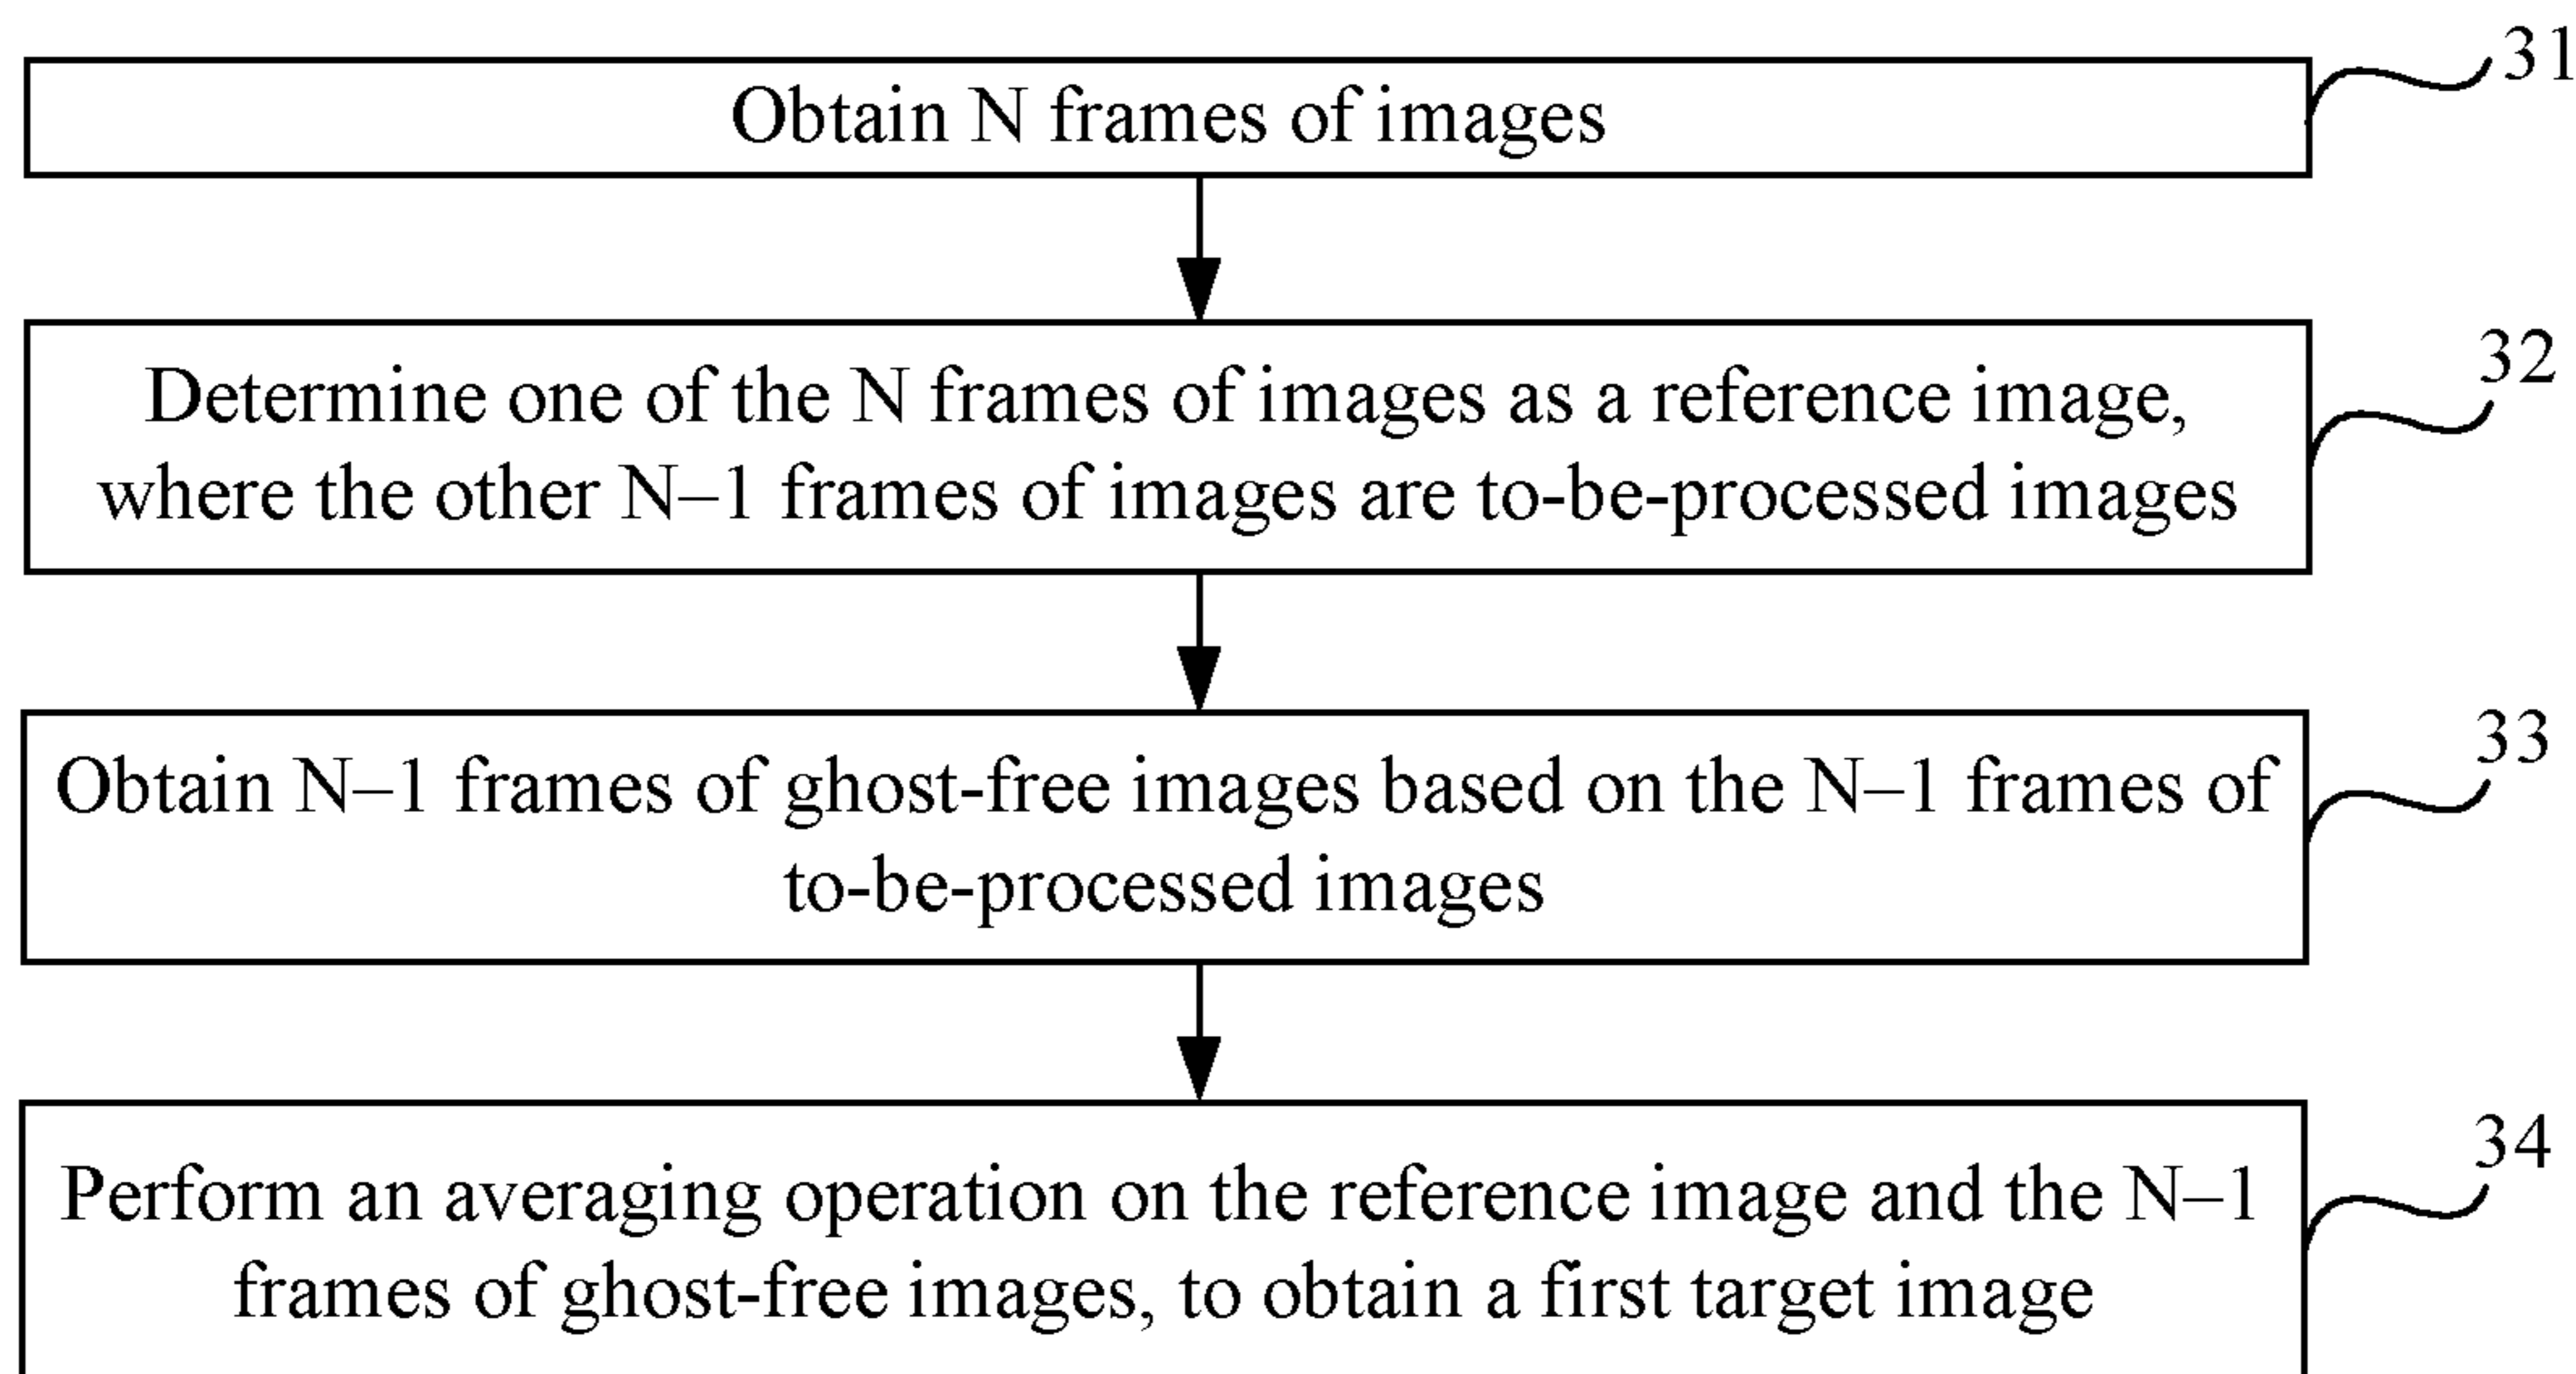 31
Obtain N frames of images
32
Determine one of the N frames of images as a reference image,
where the other N–1 frames of images are to-be-processed images
33
Obtain N–1 frames of ghost-free images based on the N–1 frames of
to-be-processed images
34
Perform an averaging operation on the reference image and the N–1
frames of ghost-free images, to obtain a first target image